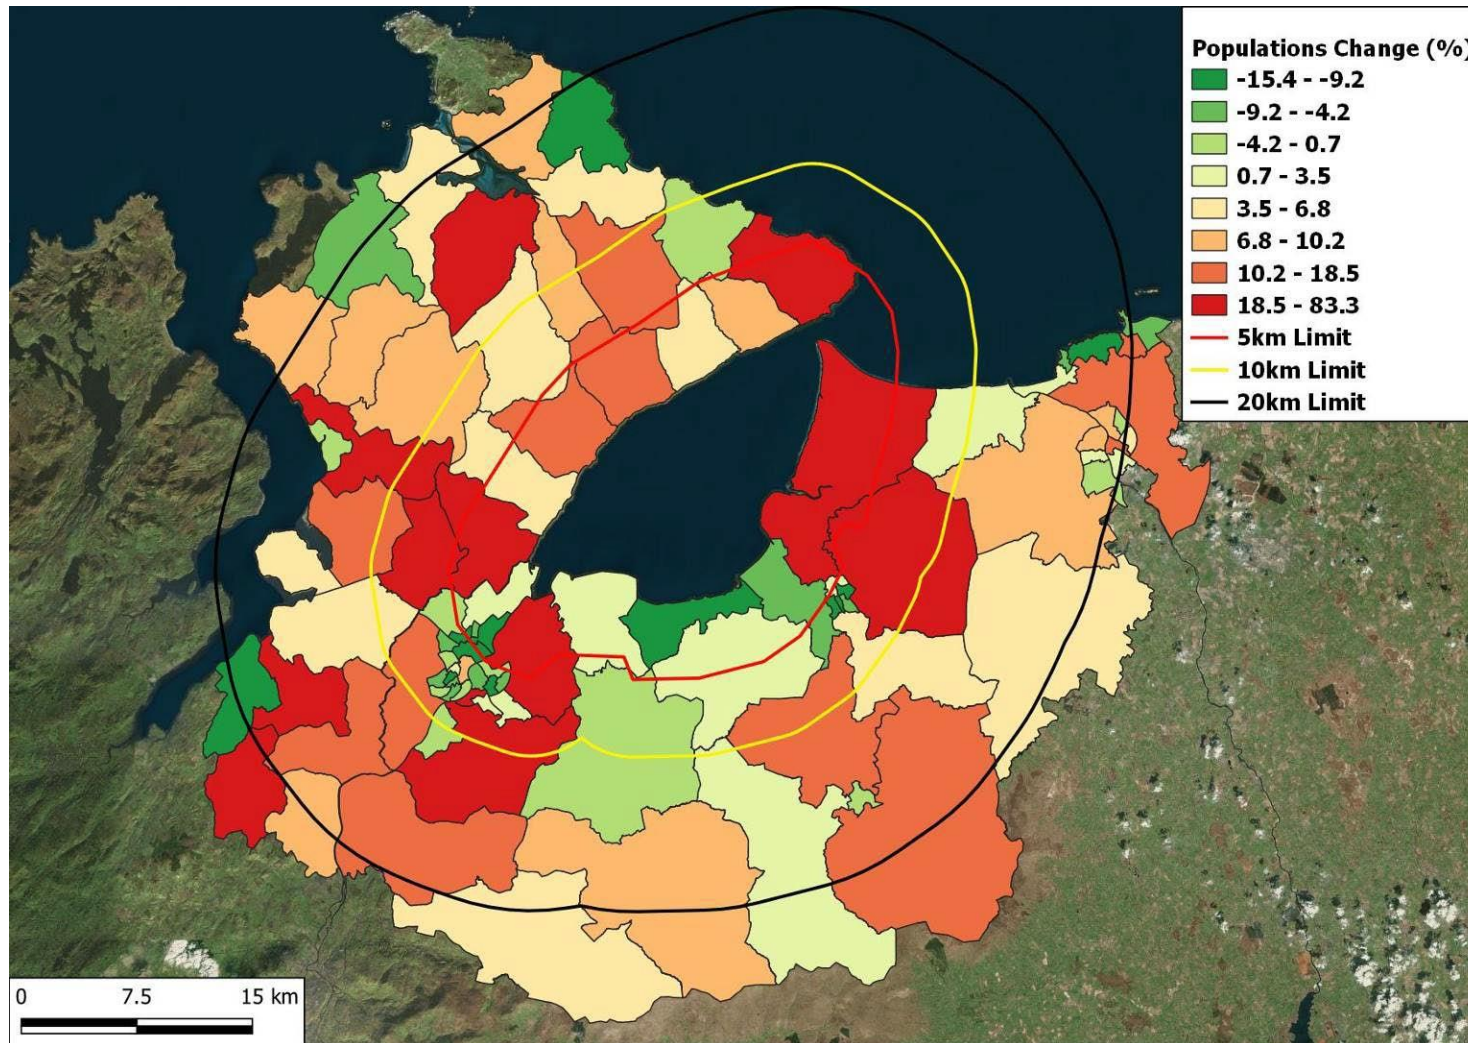 Populations Change (%)
-15.4 - -9.2
-9.2 - -4.2
-4.2 - 0.7
0.7 - 3.5
3.5 - 6.8
6.8 - 10.2
10.2 - 18.5
18.5 - 83.3
5km Limit
10km Limit
20km Limit
0 7.5 15 km